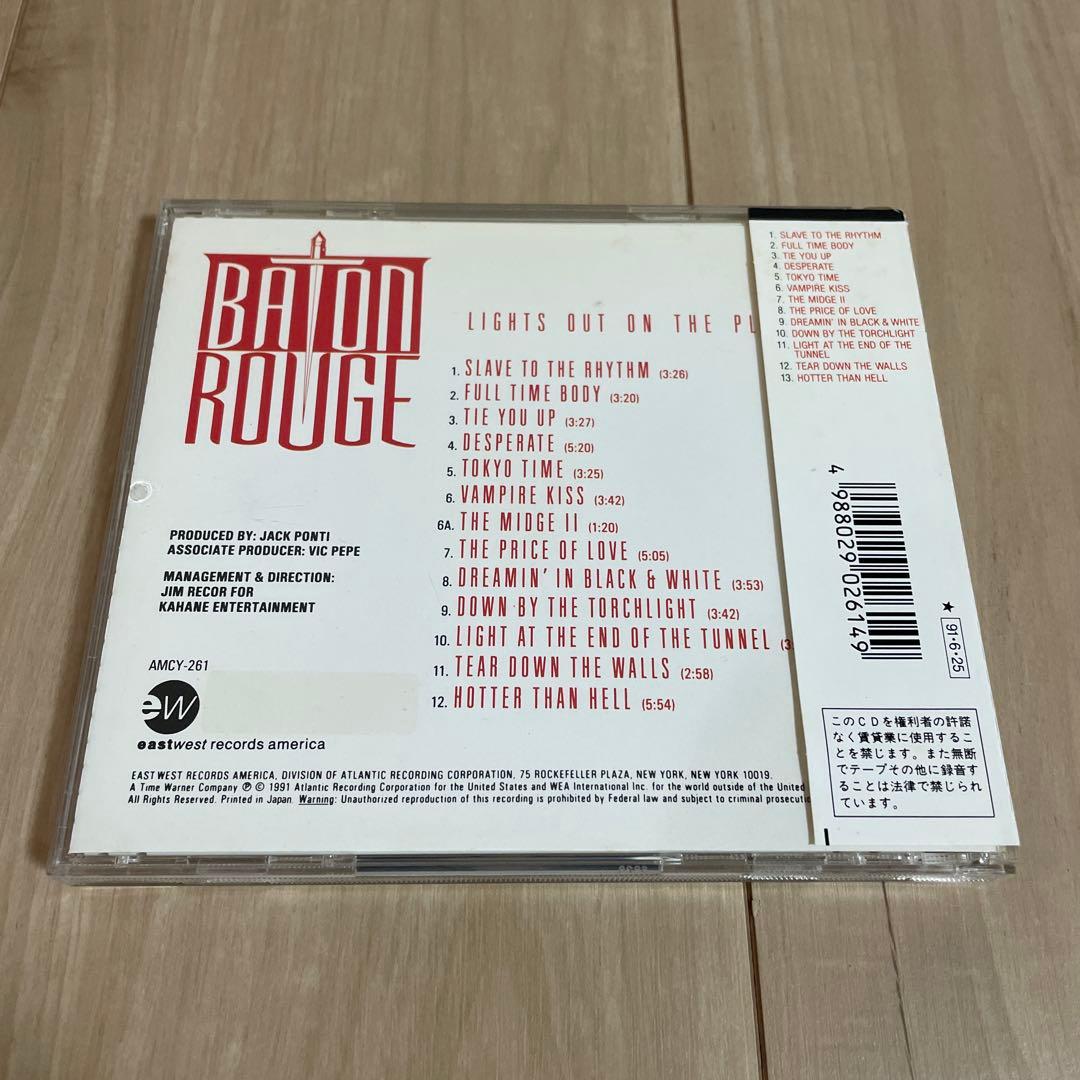 BATON
ROUGE
LIGHTS OUT ON THE
1. SLAVE TO THE RHYTHM (3:26)
2. FULL TIME BODY (3:20)
3. TIE YOU UP (3:27)
4. DESPERATE (5:20)
5. TOKYO TIME (3:25)
6. VAMPIRE KISS (3:42)
6A. THE MIDGE II (1:20)
7. THE PRICE OF LOVE (5:05)
8. DREAMIN' IN BLACK & WHITE (3:53)
9. DOWN BY THE TORCHLIGHT (3:42)
10. LIGHT AT THE END OF THE TUNNEL
11. TEAR DOWN THE WALLS (2:58)
12. HOTTER THAN HELL (5:54)
PRODUCED BY: JACK PONTI
ASSOCIATE PRODUCER: VIC PEPE
MANAGEMENT & DIRECTION:
JIM RECOR FOR
KAHANE ENTERTAINMENT
AMCY-261
ew
eastwest records america
EAST WEST RECORDS AMERICA, DIVISION OF ATLANTIC RECORDING CORPORATION, 75 ROCKEFELLER PLAZA, NEW YORK, NEW YORK 10019.
A Time Warner Company ℗ © 1991 Atlantic Recording Corporation for the United States and WEA International Inc. for the world outside of the United
All Rights Reserved. Printed in Japan. Warning: Unauthorized reproduction of this recording is prohibited by Federal law and subject to criminal
1. SLAVE TO THE RHYTHM
2. FULL TIME BODY
3. TIE YOU UP
4. DESPERATE
5. TOKYO TIME
6. VAMPIRE KISS
7. THE MIDGE II
8. THE PRICE OF LOVE
9. DREAMIN' IN BLACK & WHITE
10. DOWN BY THE TORCHLIGHT
11. LIGHT AT THE END OF THE
TUNNEL
12. TEAR DOWN THE WALLS
13. HOTTER THAN HELL
4 988029 026149
★ 91・6・25
このCDを権利者の許諾
なく賃貸業に使用するこ
とを禁じます。また無断
でテープその他に録音す
ることは法律で禁じられ
ています。